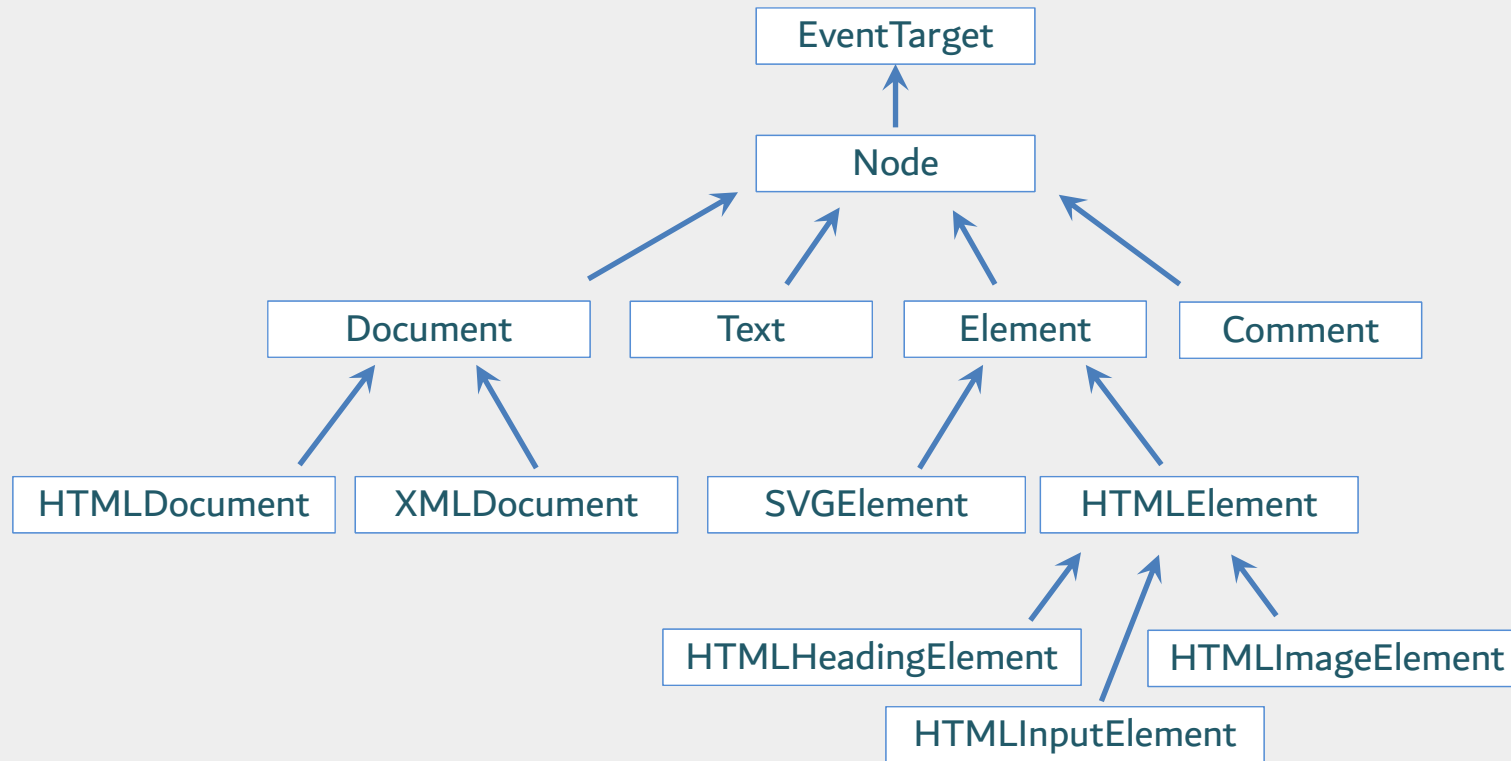 EventTarget
Node
Document
Text
Element
Comment
HTMLDocument
XMLDocument
SVGElement
HTMLElement
HTMLHeadingElement
HTMLImageElement
HTMLInputElement